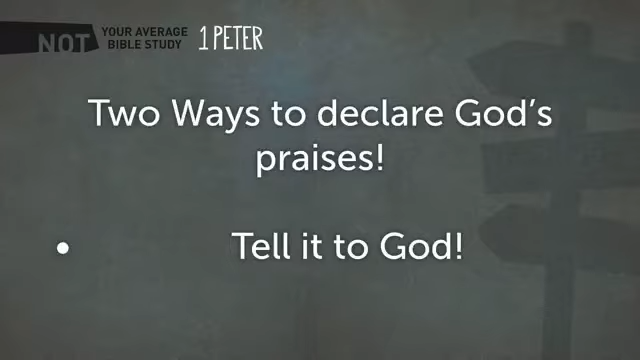 NOT YOUR AVERAGE
BIBLE STUDY
1 PETER
Two Ways to declare God’s
praises!
• Tell it to God!